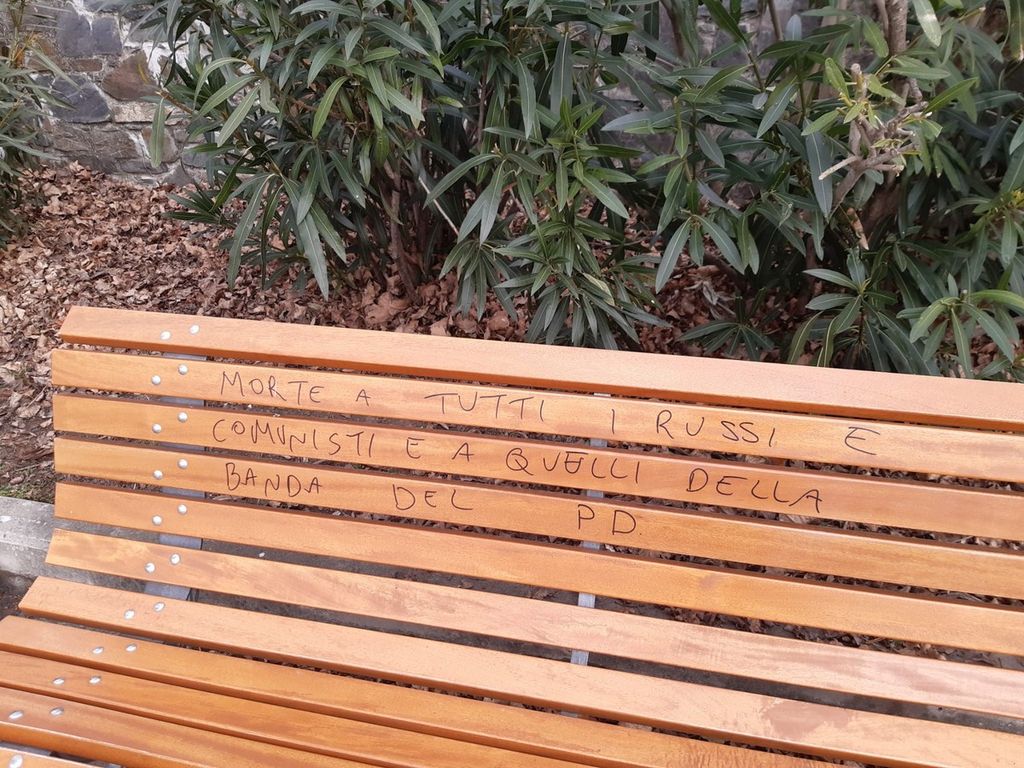 MORTE A TUTTI I RUSSI E
COMUNISTI E A QUELLI DELLA
BANDA DEL PD.